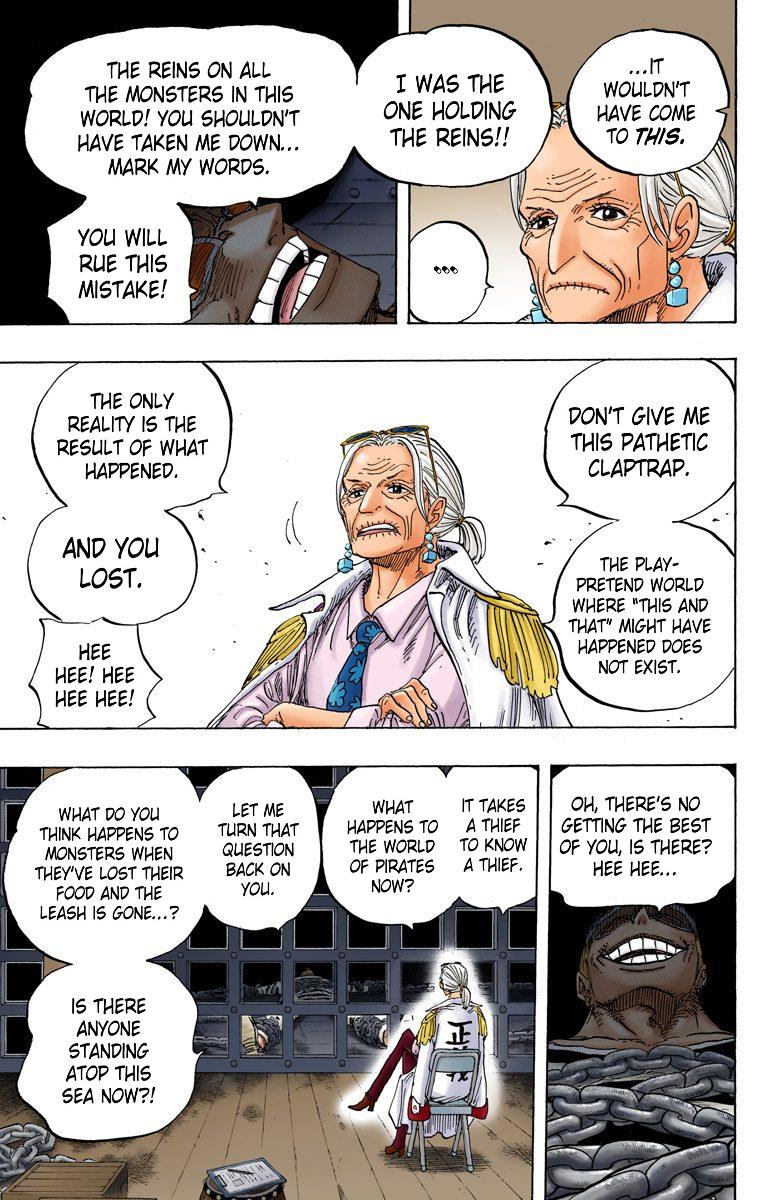 ...IT
WOULDN'T
HAVE COME
TO THIS.
I WAS THE
ONE HOLDING
THE REINS!!
...
THE REINS ON ALL
THE MONSTERS IN THIS
WORLD! YOU SHOULDN'T
HAVE TAKEN ME DOWN...
MARK MY WORDS.
YOU WILL
RUE THIS
MISTAKE!
DON'T GIVE ME
THIS PATHETIC
CLAPTRAP.
THE PLAY-
PRETEND WORLD
WHERE "THIS AND
THAT" MIGHT HAVE
HAPPENED DOES
NOT EXIST.
THE ONLY
REALITY IS THE
RESULT OF WHAT
HAPPENED.
AND YOU
LOST.
HEE
HEE! HEE
HEE HEE!
OH, THERE'S NO
GETTING THE BEST
OF YOU, IS THERE?
HEE HEE...
IT TAKES
A THIEF
TO KNOW
A THIEF.
WHAT
HAPPENS TO
THE WORLD
OF PIRATES
NOW?
LET ME
TURN THAT
QUESTION
BACK ON
YOU.
WHAT DO YOU
THINK HAPPENS TO
MONSTERS WHEN
THEY'VE LOST THEIR
FOOD AND THE
LEASH IS GONE...?
IS THERE
ANYONE
STANDING
ATOP THIS
SEA NOW?!
正